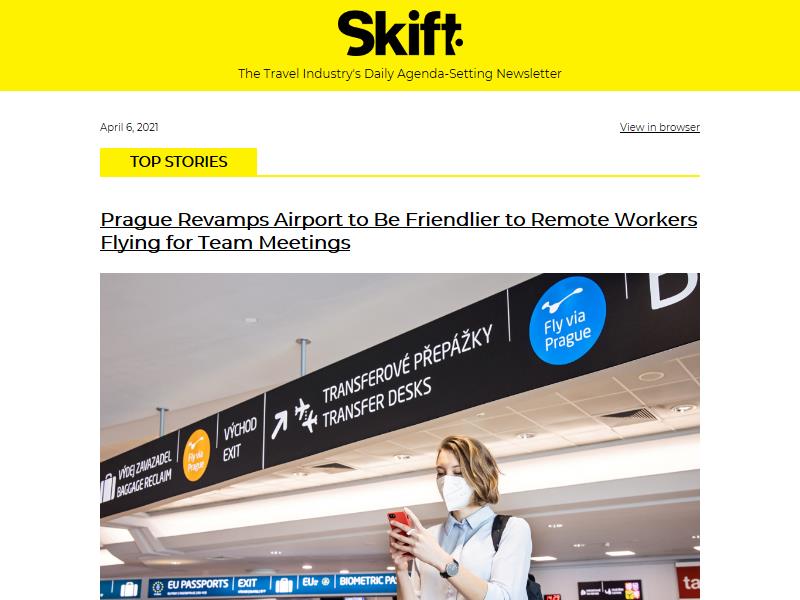 Skift
The Travel Industry's Daily Agenda-Setting Newsletter
April 6, 2021
View in browser
TOP STORIES
Prague Revamps Airport to Be Friendlier to Remote Workers
Flying for Team Meetings
Fly via
Prague
TRANSFEROVÉ PŘEPÁŽKY
TRANSFER DESKS
VÝCHOD
EXIT
Fly via
Prague
VÝDEJ ZAVAZADEL
BAGGAGE RECLAIM
EU PASSPORTS
EXIT
EU
BIOMETRIC PA
ta